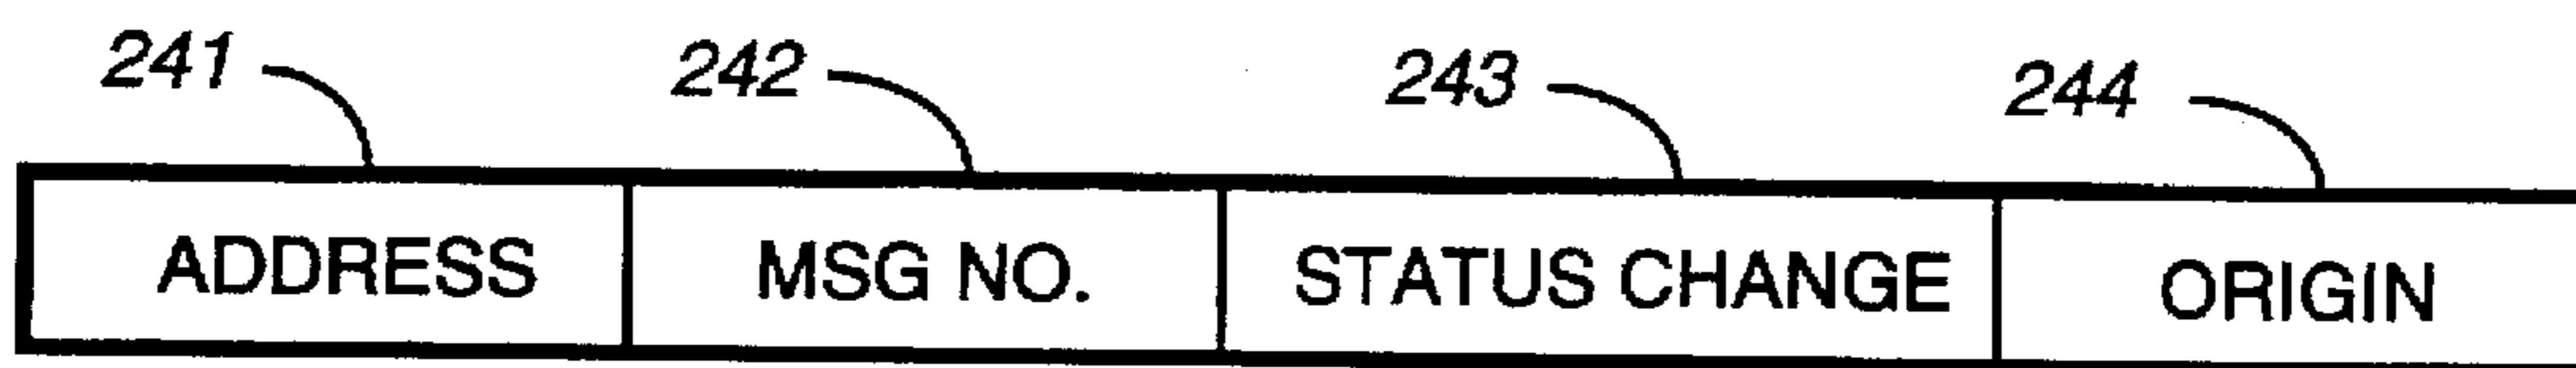 241 242 243 244
ADDRESS MSG NO. STATUS CHANGE ORIGIN